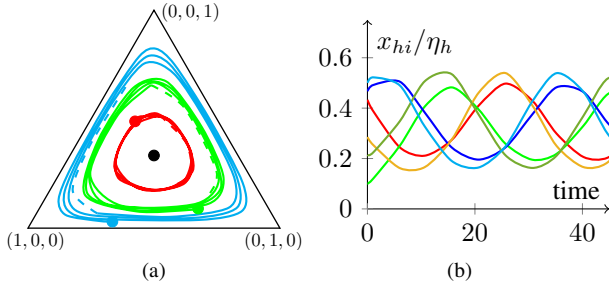 (0, 0, 1)
(1, 0, 0)
(0, 1, 0)
(a)
x_{hi}/η_h
0.6
0.4
0.2
0
time
0 20 40
(b)